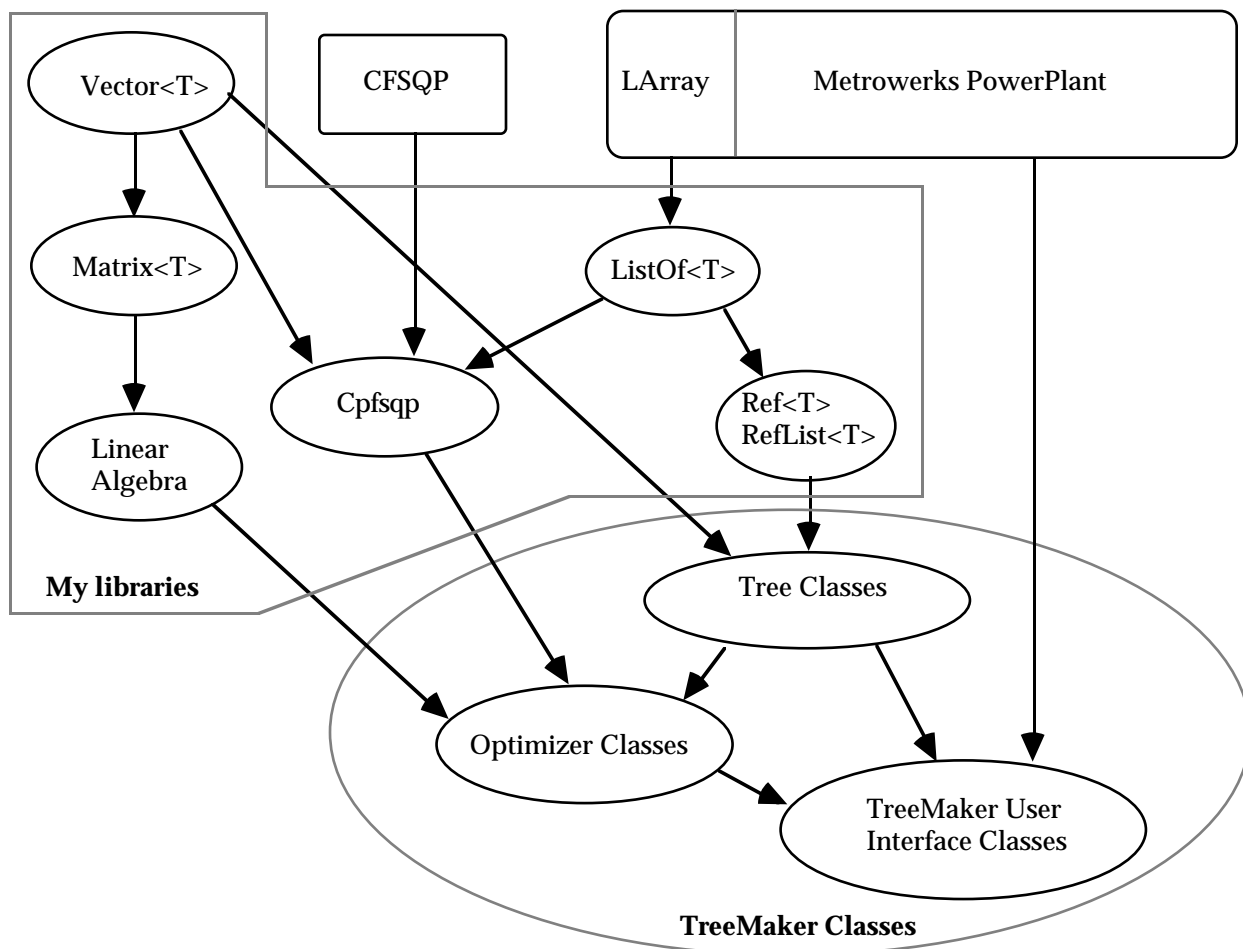 Vector<T>
CFSQP
LArray
Metrowerks PowerPlant
Matrix<T>
ListOf<T>
Cpfsqp
Ref<T>
RefList<T>
Linear
Algebra
My libraries
Tree Classes
Optimizer Classes
TreeMaker User
Interface Classes
TreeMaker Classes